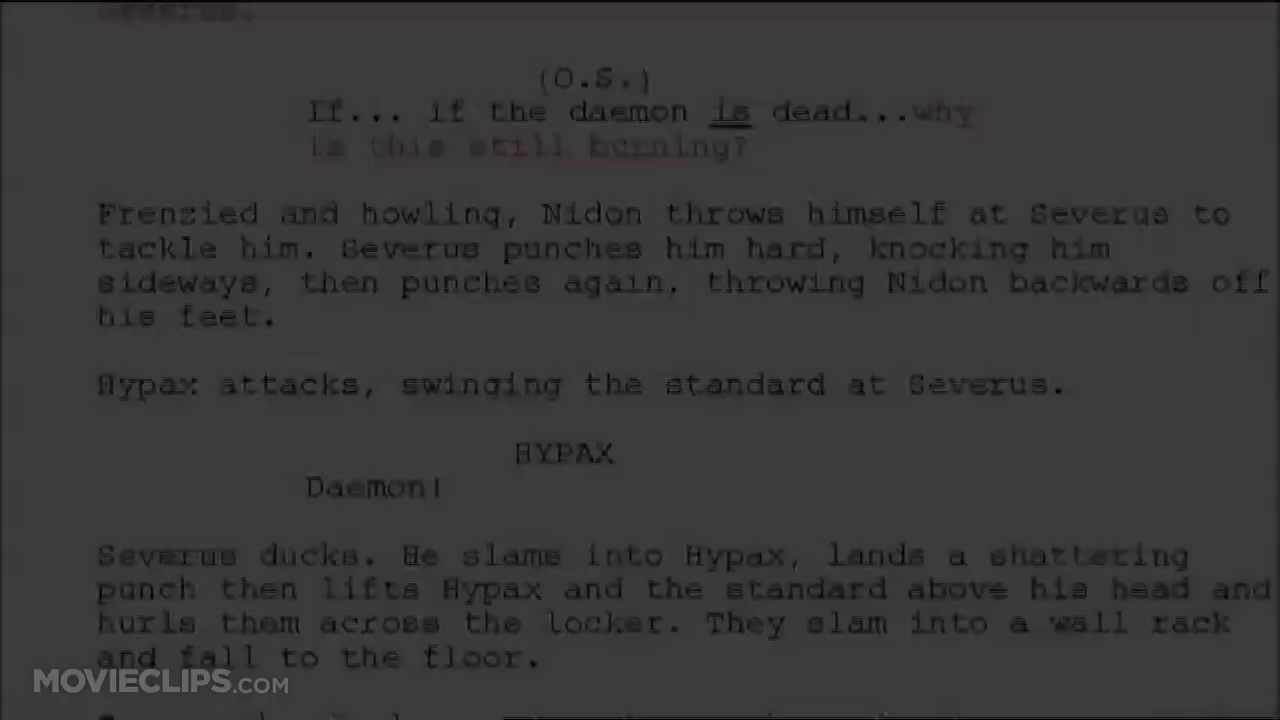 Severus.
(O.S.)
If... if the daemon is dead...why
is this still burning?
Frenzied and howling, Nidon throws himself at Severus to
tackle him. Severus punches him hard, knocking him
sideways, then punches again, throwing Nidon backwards off
his feet.
Hypax attacks, swinging the standard at Severus.
HYPAX
Daemon!
Severus ducks. He slams into Hypax, lands a shattering
punch then lifts Hypax and the standard above his head and
hurls them across the locker. They slam into a wall rack
and fall to the floor.
MOVIECLIPS.COM